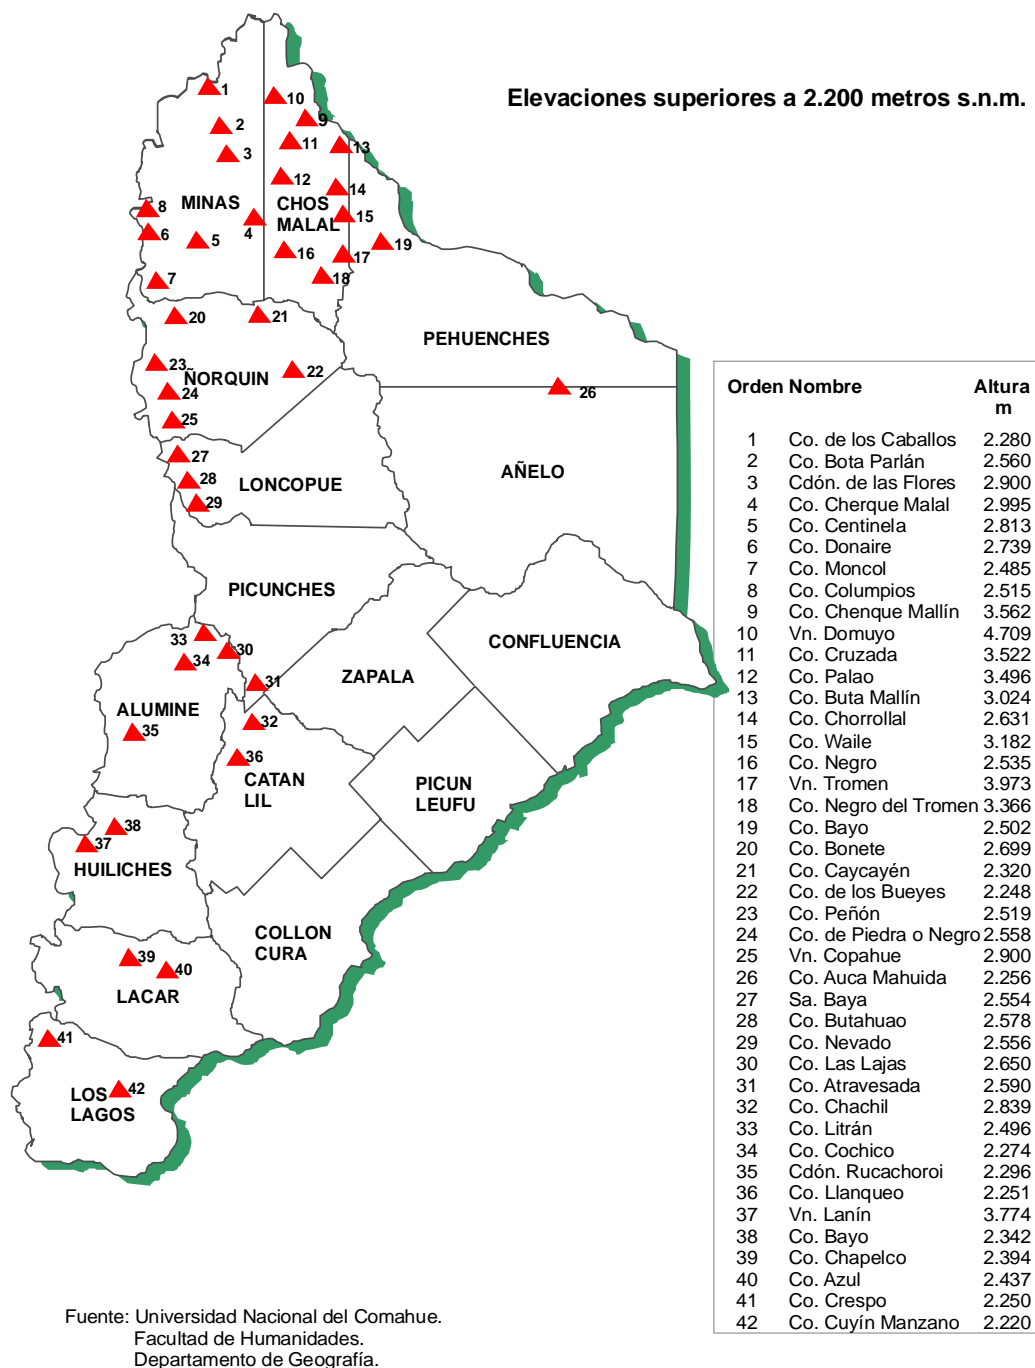 Elevaciones superiores a 2.200 metros s.n.m.
1
10
2
9
11
13
3
12
14
MINAS
CHOS
MALAL
8
4
15
6
5
16
19
17
7
18
20
21
PEHUENCHES
23
ÑORQUIN
22
24
26
25
27
28
LONCOPUE
AÑELO
29
PICUNCHES
33
30
CONFLUENCIA
34
ZAPALA
31
ALUMINE
32
35
36
CATAN
LIL
PICUN
LEUFU
38
37
HUILICHES
COLLON
CURA
39
40
LACAR
41
42
LOS
LAGOS
Orden Nombre Altura
m
1 Co. de los Caballos 2.280
2 Co. Bota Parlán 2.560
3 Cdón. de las Flores 2.900
4 Co. Cherque Malal 2.995
5 Co. Centinela 2.813
6 Co. Donaire 2.739
7 Co. Moncol 2.485
8 Co. Columpios 2.515
9 Co. Chenque Mallín 3.562
10 Vn. Domuyo 4.709
11 Co. Cruzada 3.522
12 Co. Palao 3.496
13 Co. Buta Mallín 3.024
14 Co. Chorrollal 2.631
15 Co. Waile 3.182
16 Co. Negro 2.535
17 Vn. Tromen 3.973
18 Co. Negro del Tromen 3.366
19 Co. Bayo 2.502
20 Co. Bonete 2.699
21 Co. Caycayén 2.320
22 Co. de los Bueyes 2.248
23 Co. Peñón 2.519
24 Co. de Piedra o Negro 2.558
25 Vn. Copahue 2.900
26 Co. Auca Mahuida 2.256
27 Sa. Baya 2.554
28 Co. Butahuao 2.578
29 Co. Nevado 2.556
30 Co. Las Lajas 2.650
31 Co. Atravesada 2.590
32 Co. Chachil 2.839
33 Co. Litrán 2.496
34 Co. Cochico 2.274
35 Cdón. Rucachoroi 2.296
36 Co. Llanqueo 2.251
37 Vn. Lanín 3.774
38 Co. Bayo 2.342
39 Co. Chapelco 2.394
40 Co. Azul 2.437
41 Co. Crespo 2.250
42 Co. Cuyín Manzano 2.220
Fuente: Universidad Nacional del Comahue.
Facultad de Humanidades.
Departamento de Geografía.